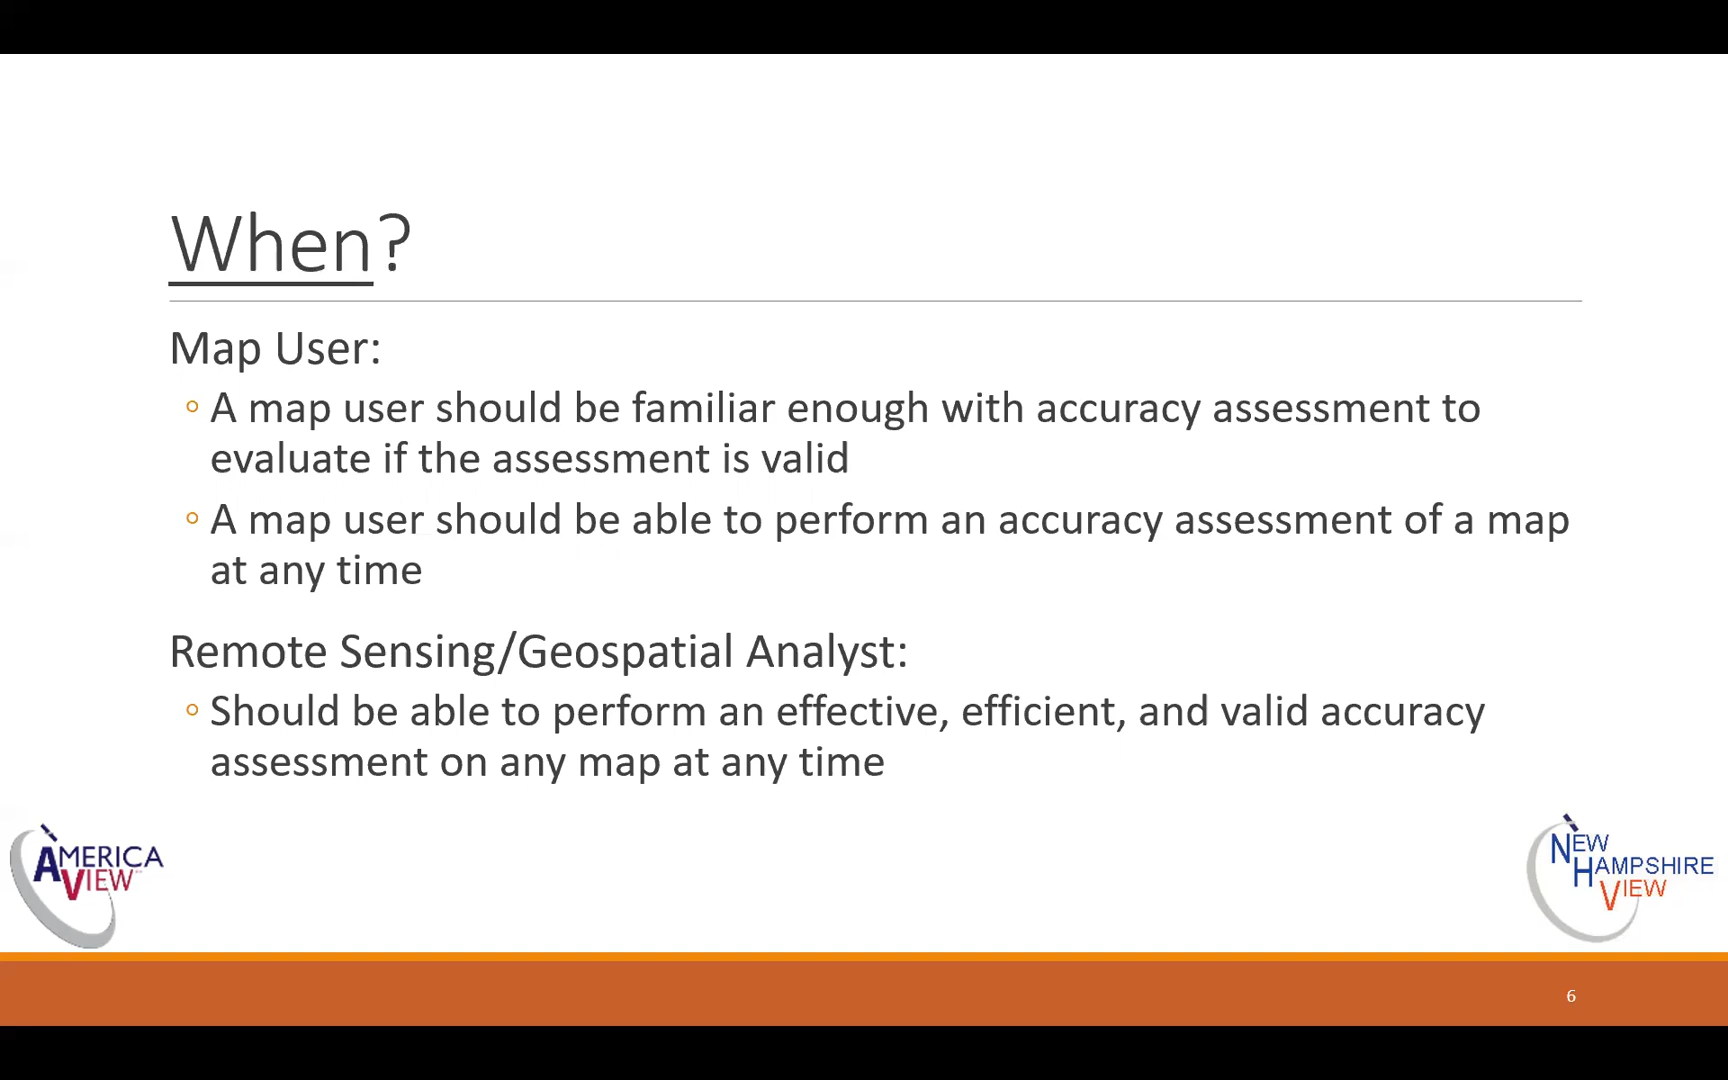 When?
Map User:
◦ A map user should be familiar enough with accuracy assessment to
evaluate if the assessment is valid
◦ A map user should be able to perform an accuracy assessment of a map
at any time
Remote Sensing/Geospatial Analyst:
◦ Should be able to perform an effective, efficient, and valid accuracy
assessment on any map at any time
AMERICA
VIEW
NEW
HAMPSHIRE
VIEW
6